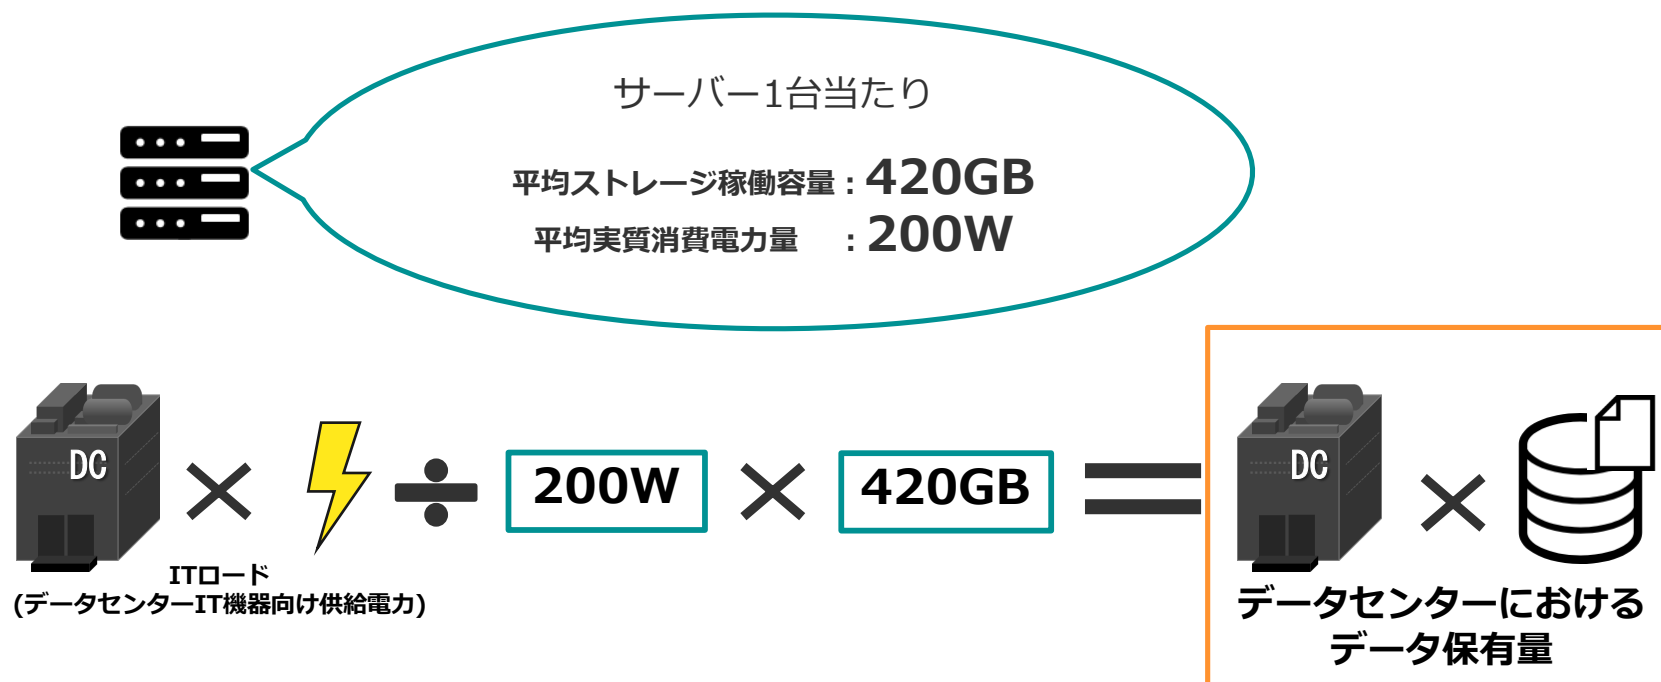 サーバー1台当たり
平均ストレージ稼働容量：420GB
平均実質消費電力量　：200W
DC
200W
420GB
DC
ITロード
(データセンターIT機器向け供給電力)
データセンターにおける
データ保有量